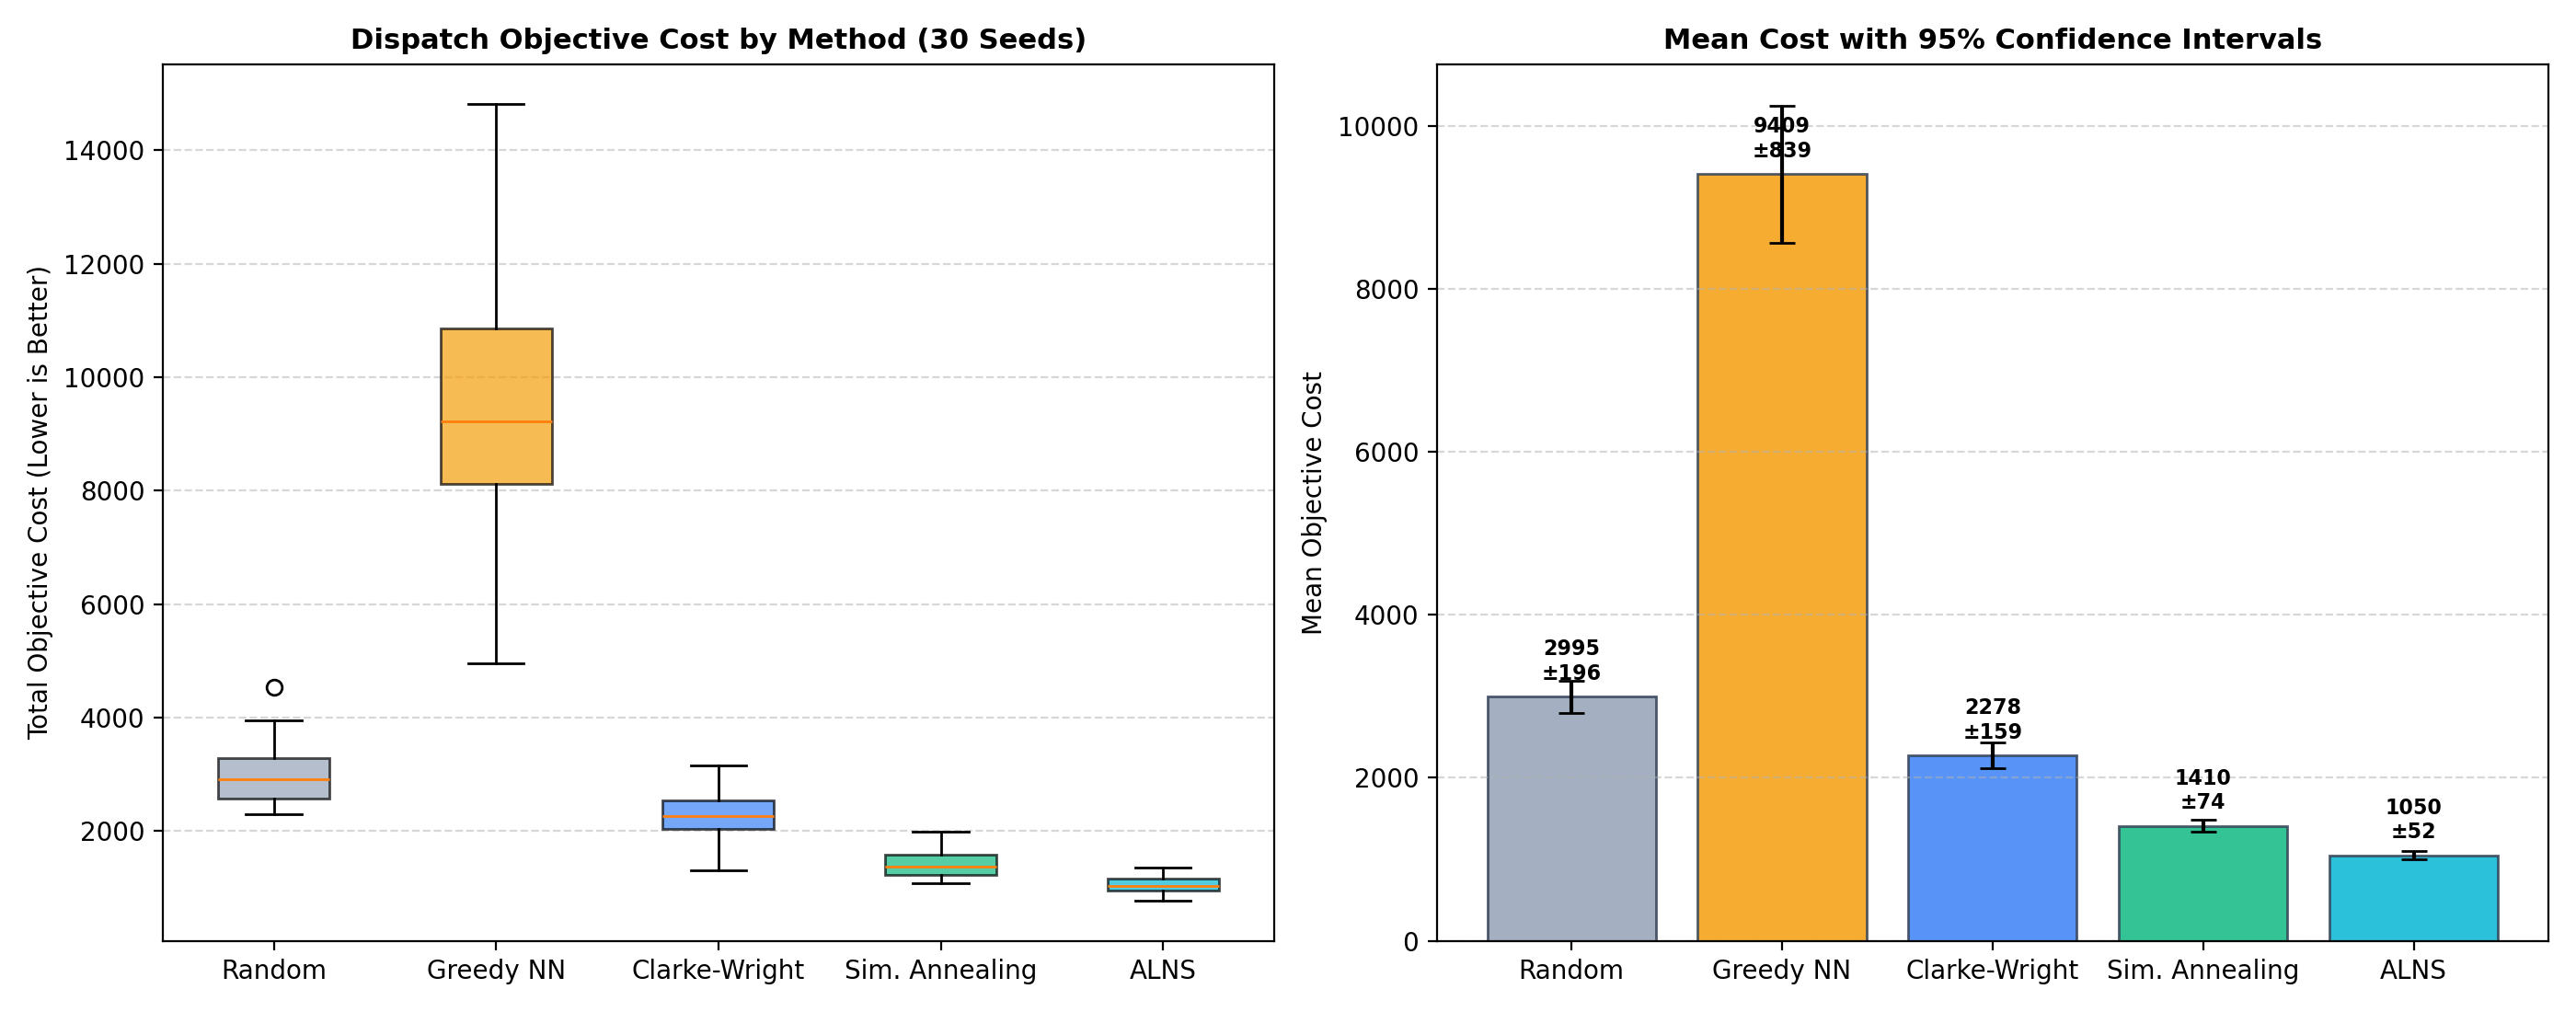 Dispatch Objective Cost by Method (30 Seeds)
Total Objective Cost (Lower is Better)
14000
12000
10000
8000
6000
4000
2000
Random
Greedy NN
Clarke-Wright
Sim. Annealing
ALNS
Mean Cost with 95% Confidence Intervals
Mean Objective Cost
10000
8000
6000
4000
2000
0
2995
±196
9409
±839
2278
±159
1410
±74
1050
±52
Random
Greedy NN
Clarke-Wright
Sim. Annealing
ALNS